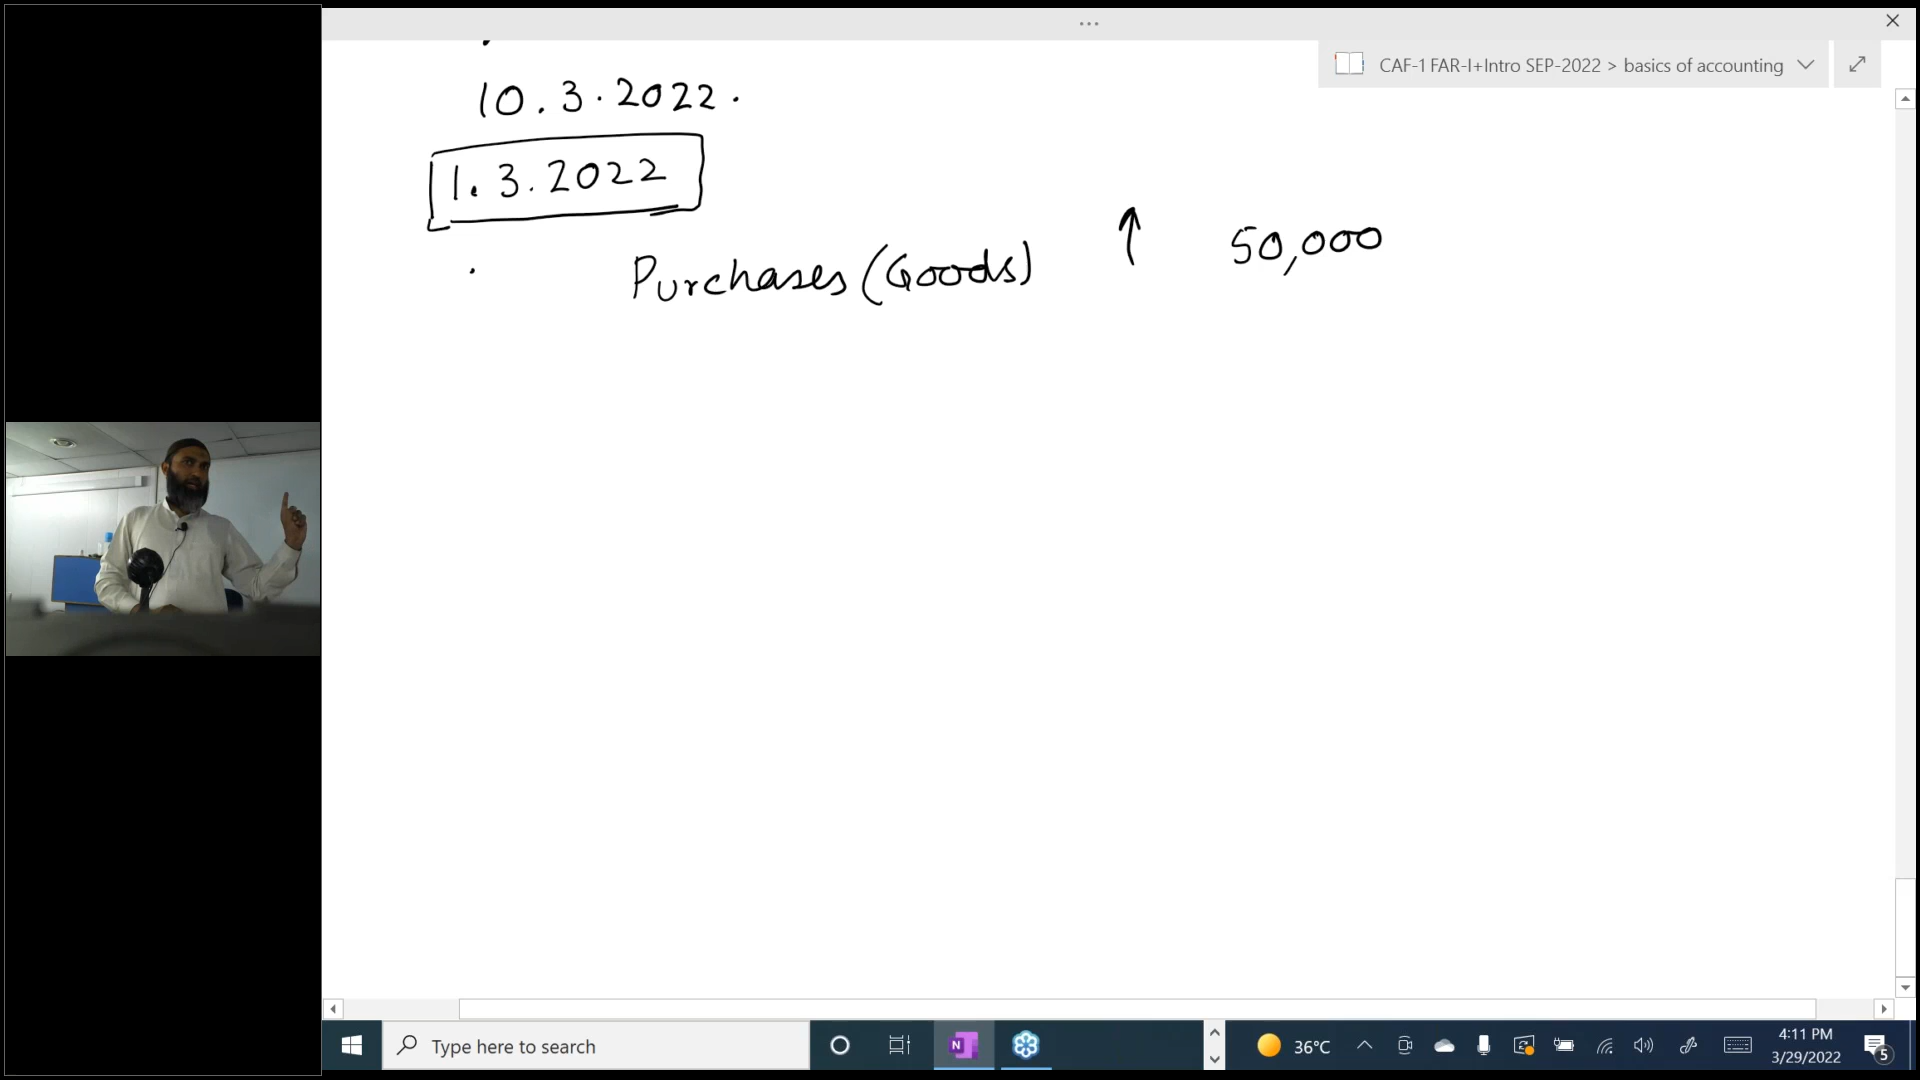 CAF-1 FAR-I+Intro SEP-2022 > basics of accounting
10.3.2022.
1.3.2022
Purchases (Goods) ↑ 50,000
Type here to search
N
36°C
4:11 PM
3/29/2022
5